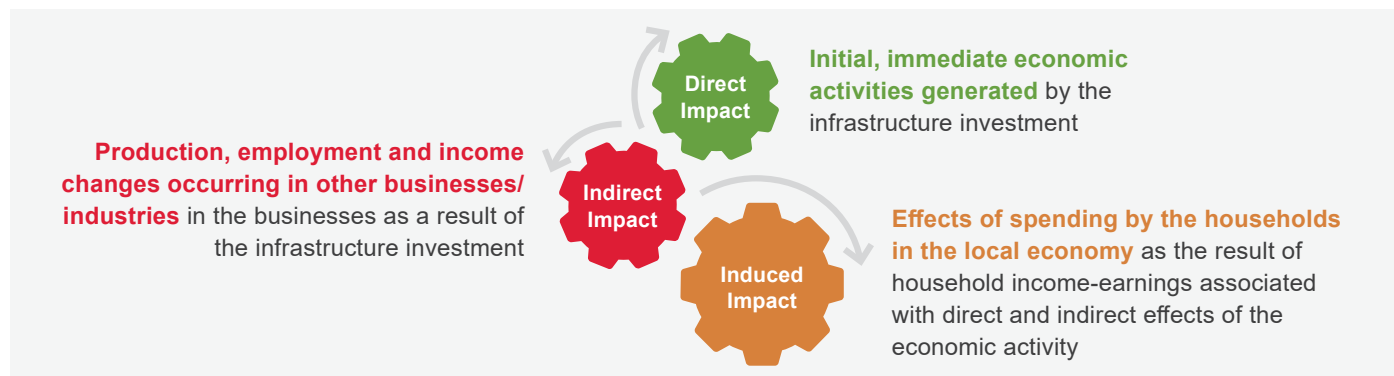 Direct
Impact
Initial, immediate economic
activities generated by the
infrastructure investment
Production, employment and income
changes occurring in other businesses/
industries in the businesses as a result of
the infrastructure investment
Indirect
Impact
Induced
Impact
Effects of spending by the households
in the local economy as the result of
household income-earnings associated
with direct and indirect effects of the
economic activity